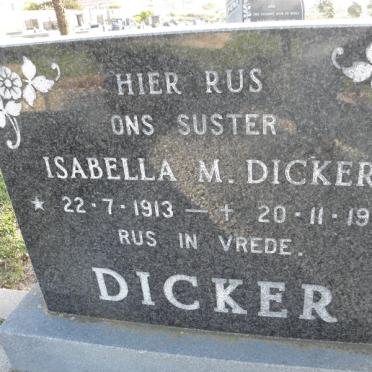 HIER RUS
ONS SUSTER
ISABELLA M. DICKER
* 22-7-1913 — + 20-11-19
RUS IN VREDE.
DICKER